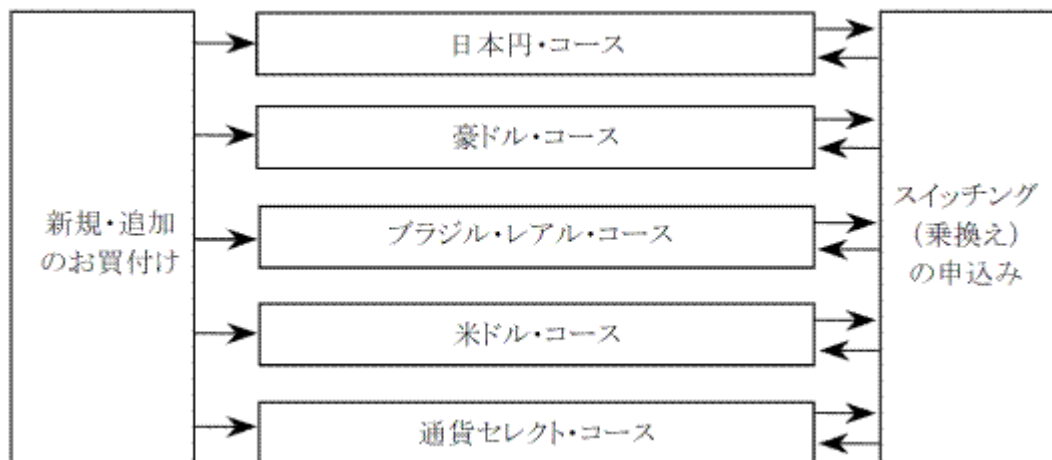 新規・追加
のお買付け
日本円・コース
豪ドル・コース
ブラジル・レアル・コース
米ドル・コース
通貨セレクト・コース
スイッチング
（乗換え）
の申込み